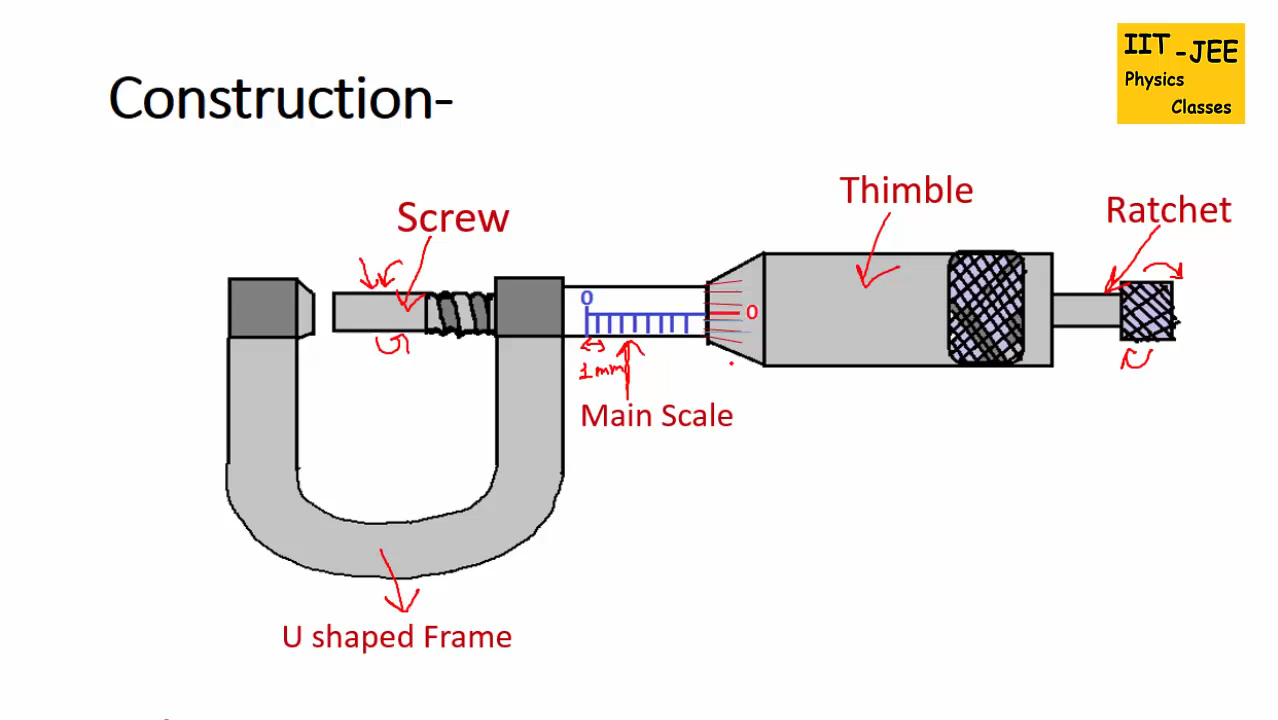 IIT -JEE
Physics
Classes
Construction-
Thimble
Ratchet
Screw
0
0
1mm
Main Scale
U shaped Frame